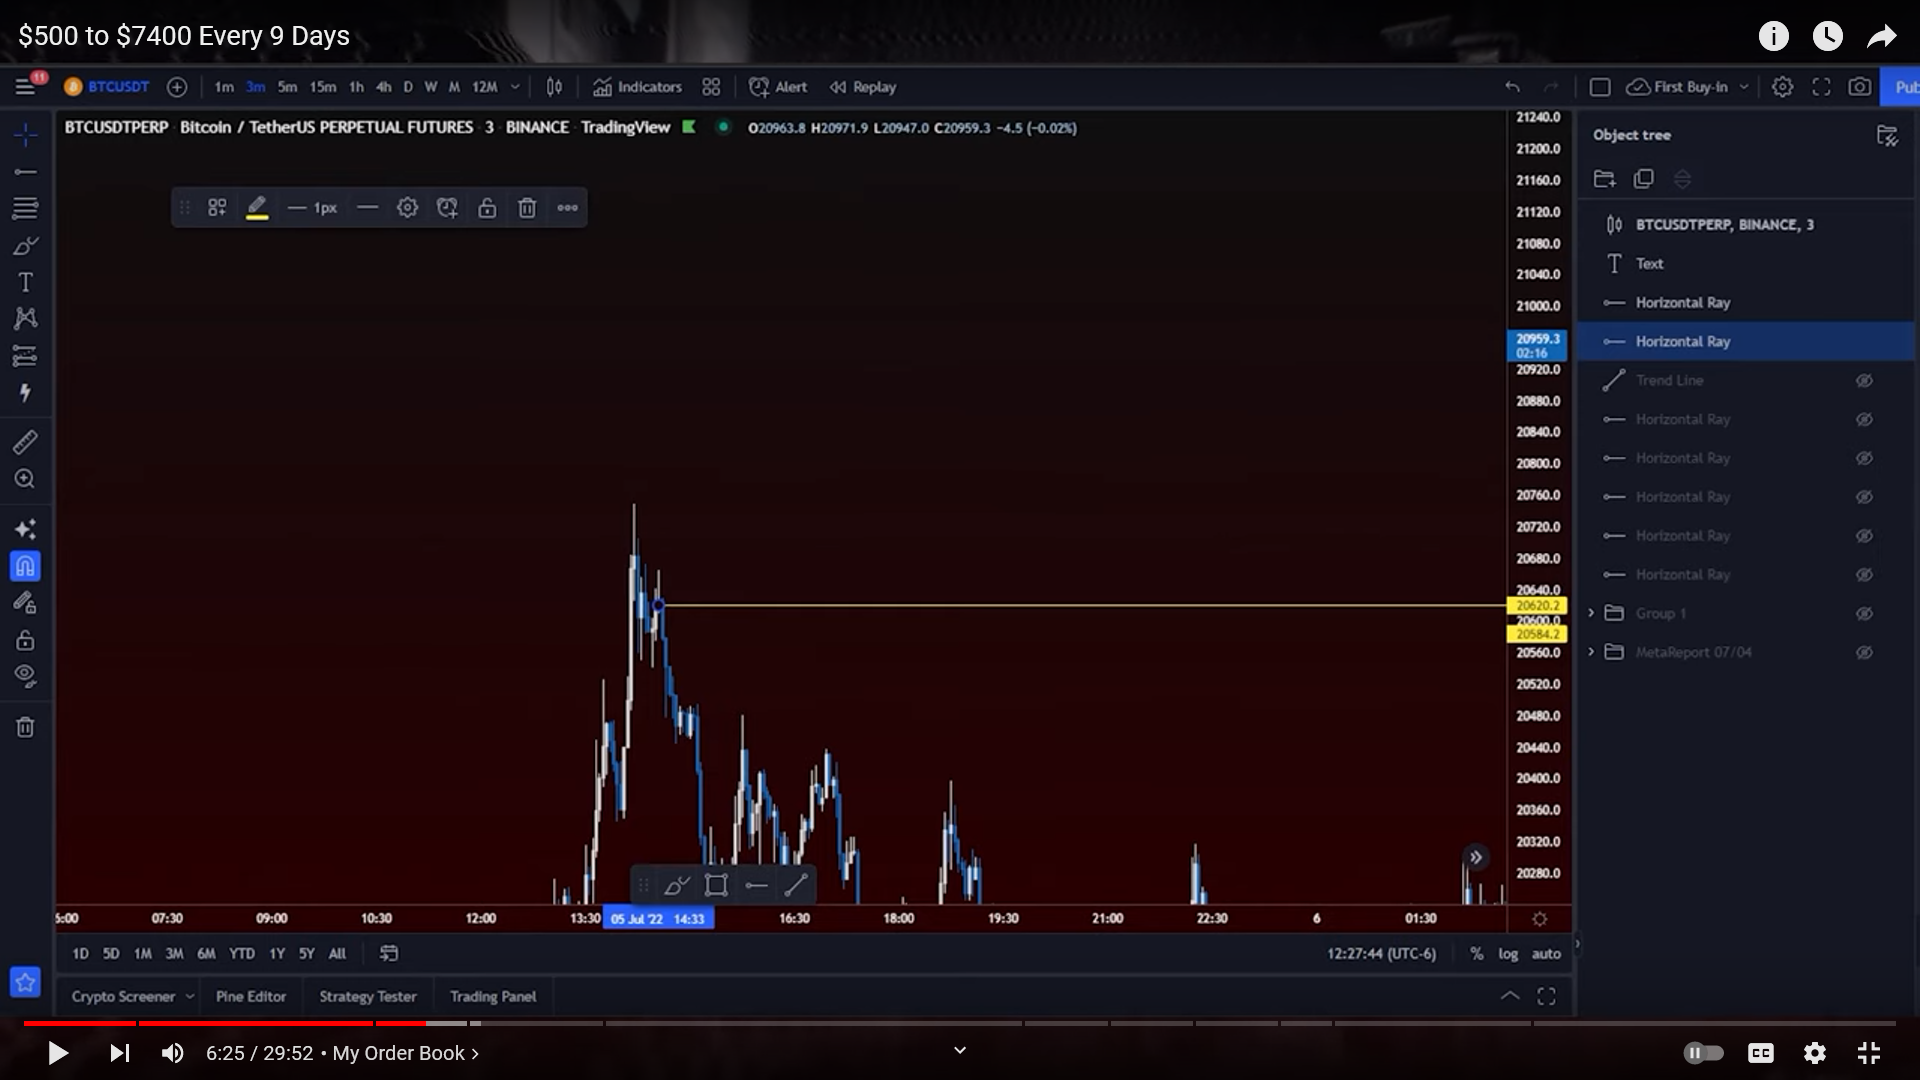 $500 to $7400 Every 9 Days
11
BTCUSDT 1m 3m 5m 15m 1h 4h D W M 12M Indicators Alert Replay First Buy-in Pub
BTCUSDTPERP Bitcoin / TetherUS PERPETUAL FUTURES 3 BINANCE TradingView O20963.8 H20971.9 L20947.0 C20959.3 −4.5 (−0.02%)
1px
21240.0
21200.0
21160.0
21120.0
21080.0
21040.0
21000.0
20959.3
02:16
20920.0
20880.0
20840.0
20800.0
20760.0
20720.0
20680.0
20640.0
20620.2
20600.0
20584.2
20560.0
20520.0
20480.0
20440.0
20400.0
20360.0
20320.0
20280.0
Object tree
BTCUSDTPERP, BINANCE, 3
Text
Horizontal Ray
Horizontal Ray
Trend Line
Horizontal Ray
Horizontal Ray
Horizontal Ray
Horizontal Ray
Horizontal Ray
Group 1
MetaReport 07/04
6:00 07:30 09:00 10:30 12:00 13:30 05 Jul '22 14:33 16:30 18:00 19:30 21:00 22:30 6 01:30
1D 5D 1M 3M 6M YTD 1Y 5Y All 12:27:44 (UTC-6) % log auto
Crypto Screener Pine Editor Strategy Tester Trading Panel
6:25 / 29:52 • My Order Book ›
CC